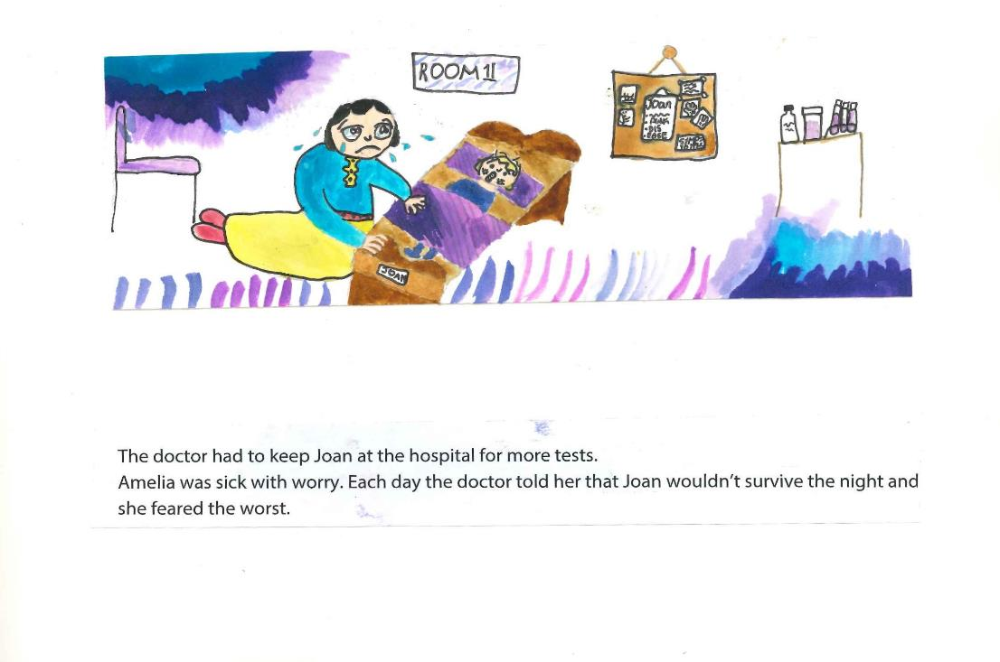 ROOM 11
Joan
DIS
EASE
JOAN
The doctor had to keep Joan at the hospital for more tests.
Amelia was sick with worry. Each day the doctor told her that Joan wouldn't survive the night and
she feared the worst.